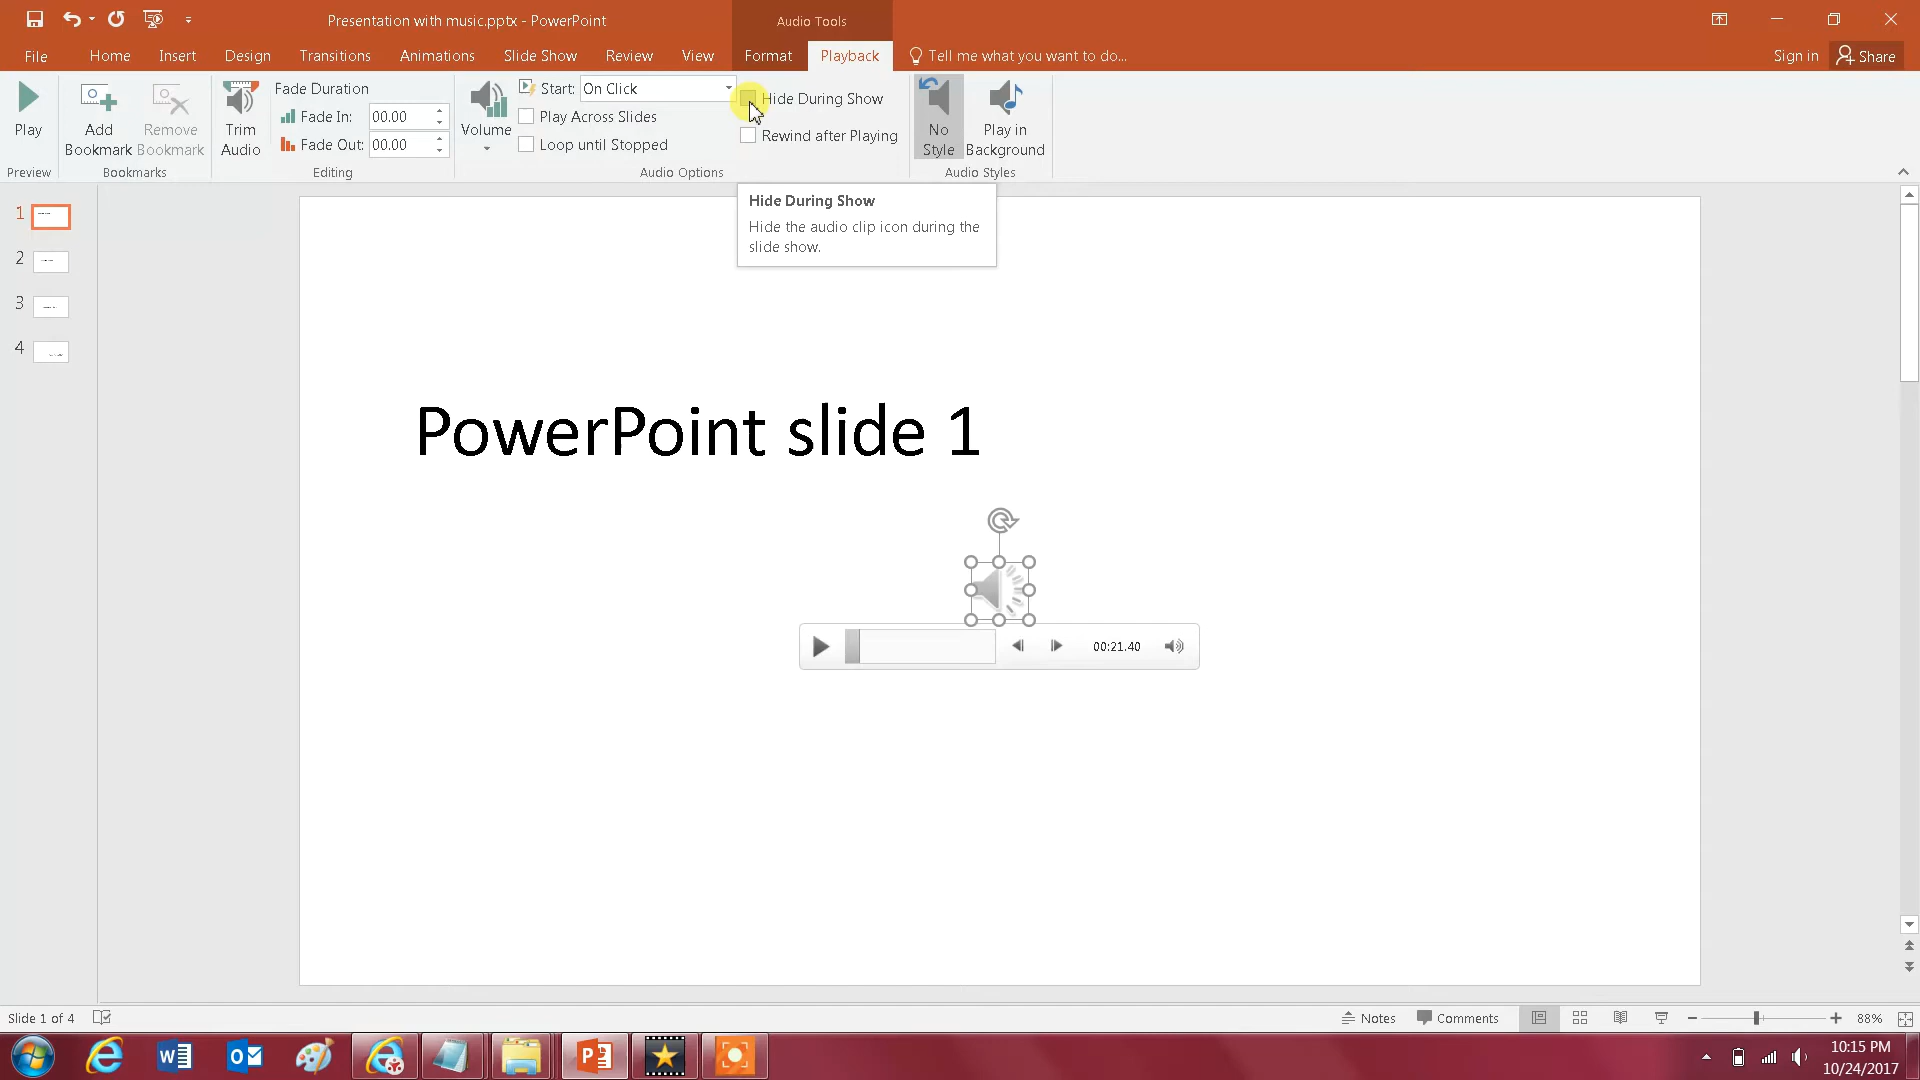 Presentation with music.pptx - PowerPoint
Audio Tools
File Home Insert Design Transitions Animations Slide Show Review View Format Playback Tell me what you want to do... Sign in Share
Play
Preview
Add Bookmark
Remove Bookmark
Bookmarks
Trim Audio
Fade Duration
Fade In: 00.00
Fade Out: 00.00
Editing
Volume
Start: On Click
Play Across Slides
Loop until Stopped
Hide During Show
Rewind after Playing
Audio Options
No Style
Play in Background
Audio Styles
Hide During Show
Hide the audio clip icon during the
slide show.
1
2
3
4
PowerPoint slide 1
00:21.40
Slide 1 of 4
Notes Comments 88%
10:15 PM
10/24/2017